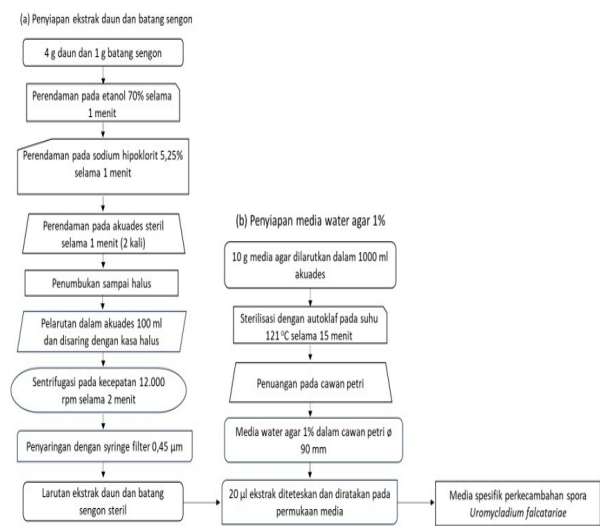 (a) Penyiapan ekstrak daun dan batang sengon
4 g daun dan 1 g batang sengon
Perendaman pada etanol 70% selama
1 menit
Perendaman pada sodium hipoklorit 5,25%
selama 1 menit
Perendaman pada akuades steril
selama 1 menit (2 kali)
Penumbukan sampai halus
Pelarutan dalam akuades 100 ml
dan disaring dengan kasa halus
Sentrifugasi pada kecepatan 12.000
rpm selama 2 menit
Penyaringan dengan syringe filter 0,45 µm
Larutan ekstrak daun dan batang
sengon steril
(b) Penyiapan media water agar 1%
10 g media agar dilarutkan dalam 1000 ml
akuades
Sterilisasi dengan autoklaf pada suhu
121 ⁰C selama 15 menit
Penuangan pada cawan petri
Media water agar 1% dalam cawan petri ø
90 mm
20 µl ekstrak diteteskan dan diratakan pada
permukaan media
Media spesifik perkecambahan spora
Uromycladium falcatariae